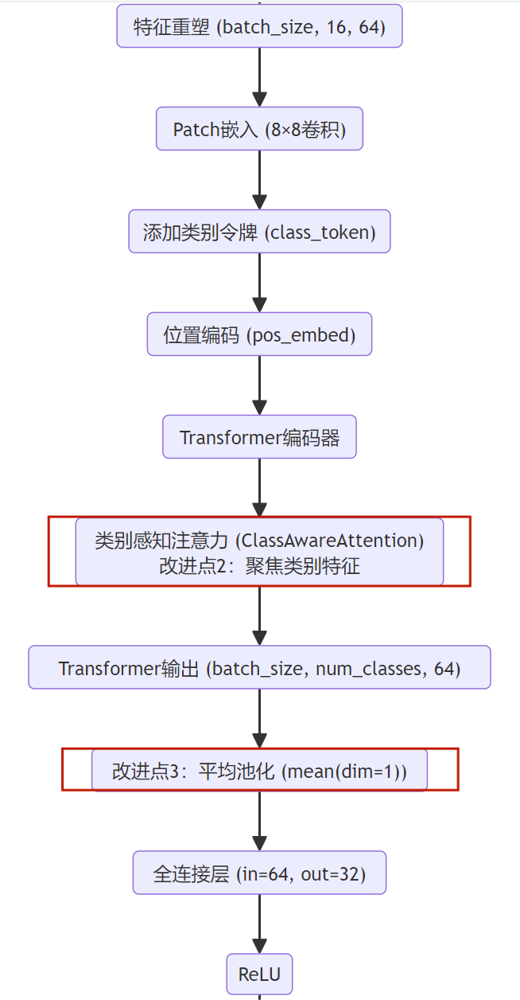 特征重塑 (batch_size, 16, 64)
Patch嵌入 (8×8卷积)
添加类别令牌 (class_token)
位置编码 (pos_embed)
Transformer编码器
类别感知注意力 (ClassAwareAttention)
改进点2：聚焦类别特征
Transformer输出 (batch_size, num_classes, 64)
改进点3：平均池化 (mean(dim=1))
全连接层 (in=64, out=32)
ReLU